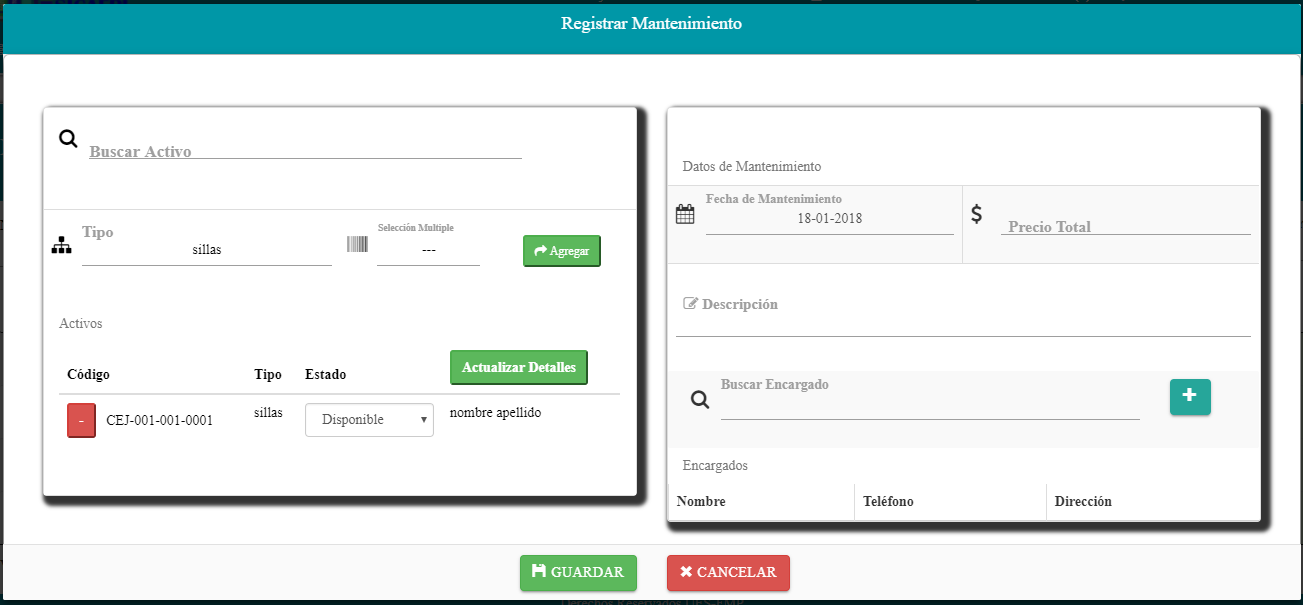 Registrar Mantenimiento
Buscar Activo
Tipo
sillas
Selección Multiple
---
Agregar
Activos
Código Tipo Estado Actualizar Detalles
- CEJ-001-001-0001 sillas Disponible nombre apellido
Datos de Mantenimiento
Fecha de Mantenimiento
18-01-2018
$ Precio Total
Descripción
Buscar Encargado
+
Encargados
Nombre Teléfono Dirección
GUARDAR CANCELAR